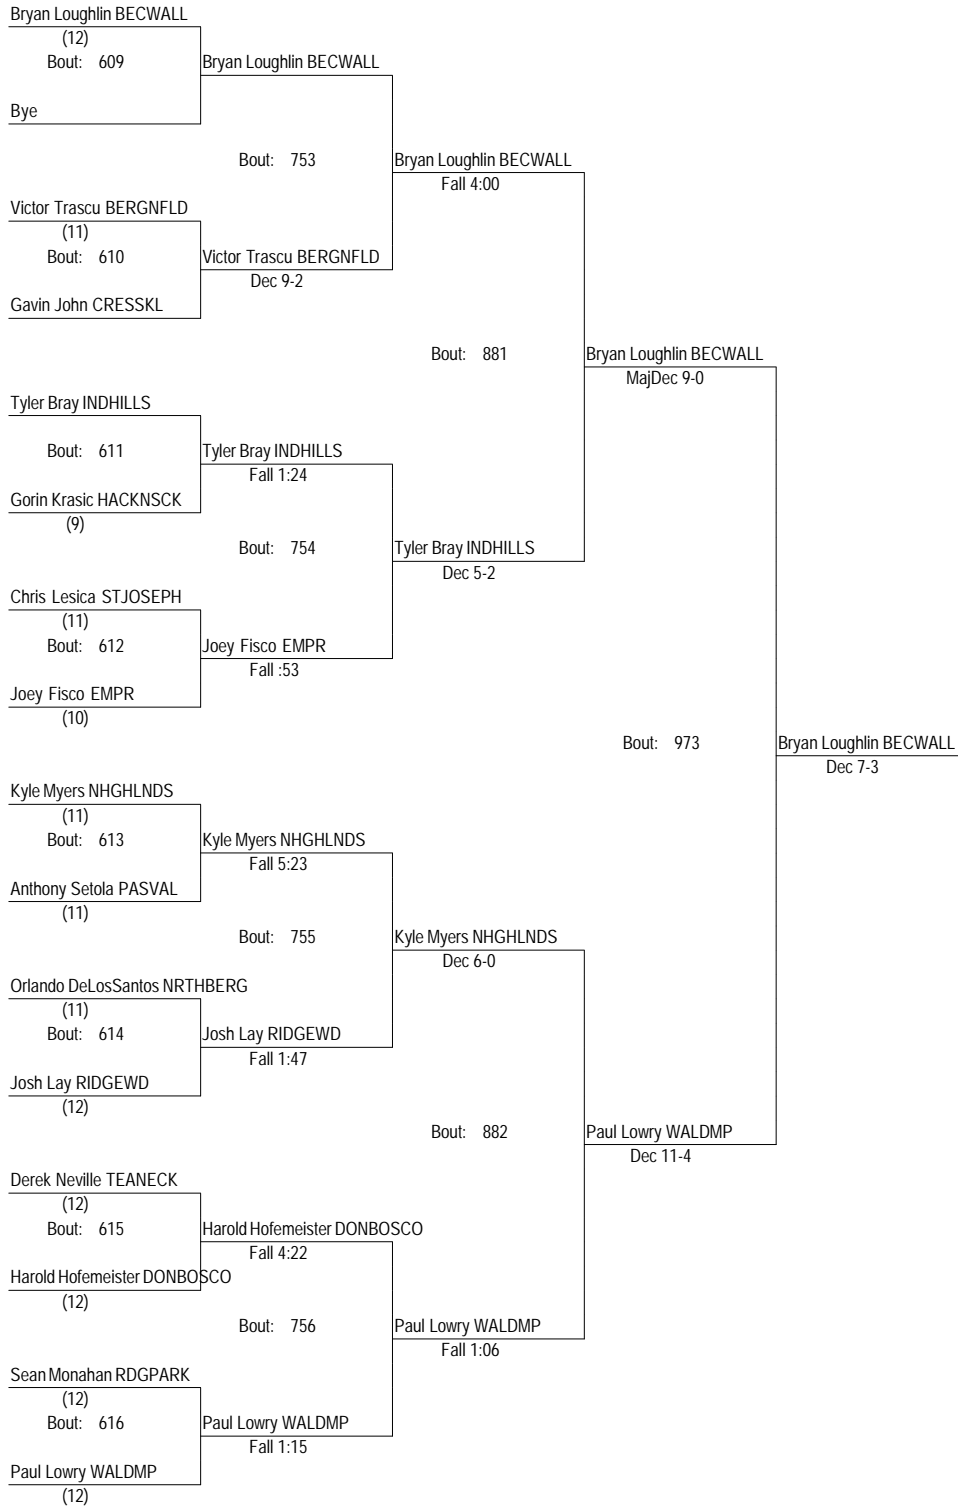 Bryan Loughlin BECWALL
(12)
Bout: 609
Bryan Loughlin BECWALL
Bye
Bout: 753
Bryan Loughlin BECWALL
Fall 4:00
Victor Trascu BERGNFLD
(11)
Bout: 610
Victor Trascu BERGNFLD
Dec 9-2
Gavin John CRESSKL
Bout: 881
Bryan Loughlin BECWALL
MajDec 9-0
Tyler Bray INDHILLS
Bout: 611
Tyler Bray INDHILLS
Fall 1:24
Gorin Krasic HACKNSCK
(9)
Bout: 754
Tyler Bray INDHILLS
Dec 5-2
Chris Lesica STJOSEPH
(11)
Bout: 612
Joey Fisco EMPR
Fall :53
Joey Fisco EMPR
(10)
Bout: 973
Bryan Loughlin BECWALL
Dec 7-3
Kyle Myers NHGHLNDS
(11)
Bout: 613
Kyle Myers NHGHLNDS
Fall 5:23
Anthony Setola PASVAL
(11)
Bout: 755
Kyle Myers NHGHLNDS
Dec 6-0
Orlando DeLosSantos NRTHBERG
(11)
Bout: 614
Josh Lay RIDGEWD
Fall 1:47
Josh Lay RIDGEWD
(12)
Bout: 882
Paul Lowry WALDMP
Dec 11-4
Derek Neville TEANECK
(12)
Bout: 615
Harold Hofemeister DONBOSCO
Fall 4:22
Harold Hofemeister DONBOSCO
(12)
Bout: 756
Paul Lowry WALDMP
Fall 1:06
Sean Monahan RDGPARK
(12)
Bout: 616
Paul Lowry WALDMP
Fall 1:15
Paul Lowry WALDMP
(12)